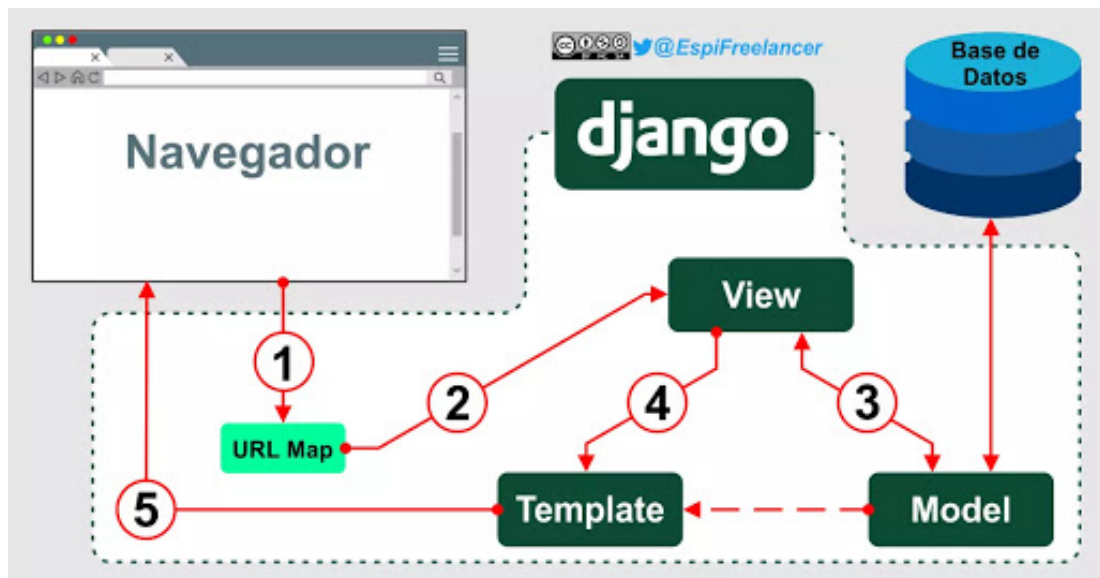 @EspiFreelancer
Base de
Datos
django
Navegador
View
1
2
4
3
URL Map
5
Template
Model